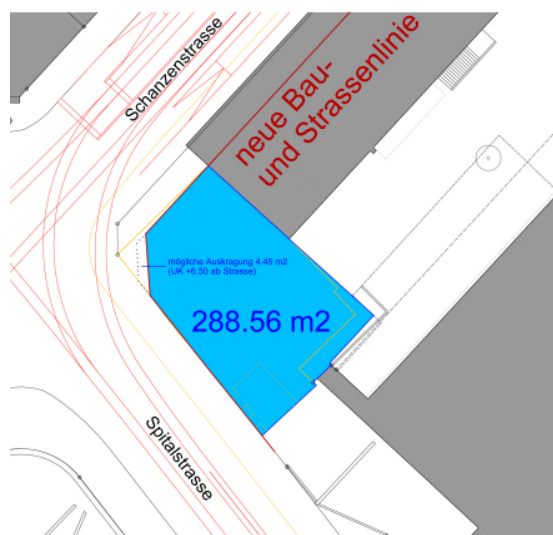 Schanzenstrasse
neue Bau-
und Strassenlinie
mögliche Auskragung 4.45 m2
(UK +6.50 ab Strasse)
288.56 m2
Spitalstrasse